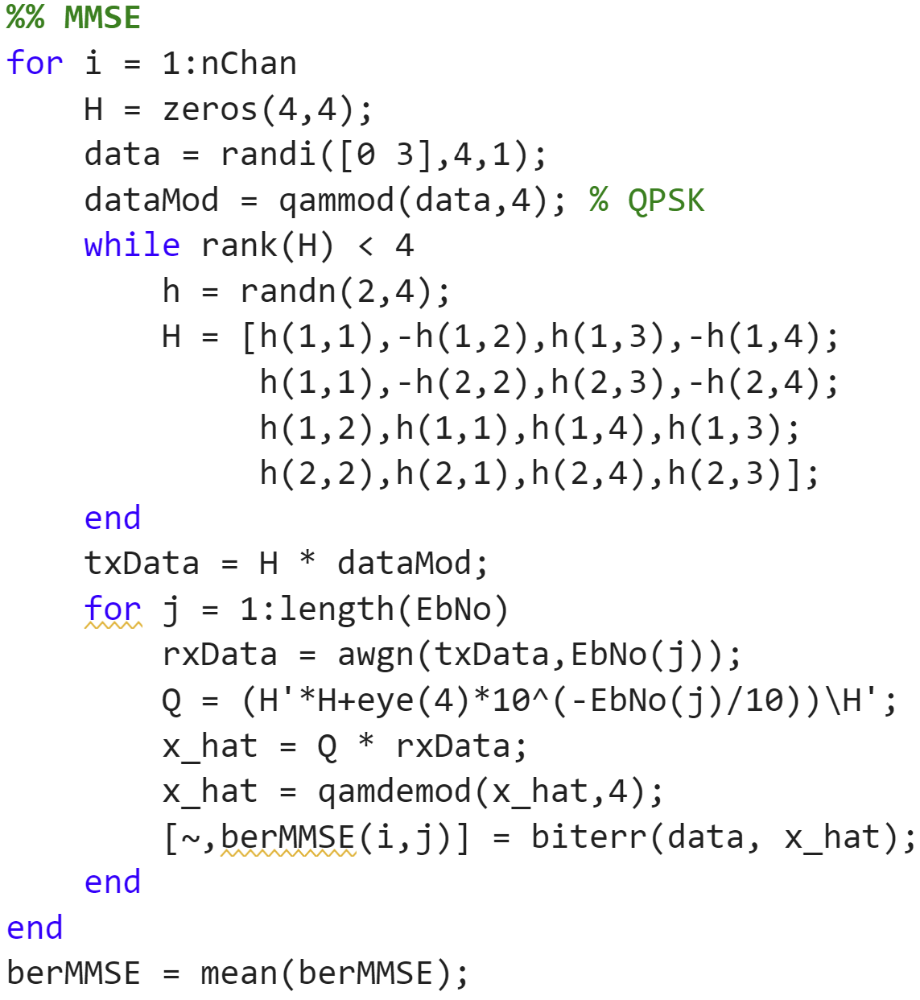 %% MMSE
for i = 1:nChan
    H = zeros(4,4);
    data = randi([0 3],4,1);
    dataMod = qammod(data,4); % QPSK
    while rank(H) < 4
        h = randn(2,4);
        H = [h(1,1),-h(1,2),h(1,3),-h(1,4);
             h(1,1),-h(2,2),h(2,3),-h(2,4);
             h(1,2),h(1,1),h(1,4),h(1,3);
             h(2,2),h(2,1),h(2,4),h(2,3)];
    end
    txData = H * dataMod;
    for j = 1:length(EbNo)
        rxData = awgn(txData,EbNo(j));
        Q = (H'*H+eye(4)*10^(-EbNo(j)/10))\H';
        x_hat = Q * rxData;
        x_hat = qamdemod(x_hat,4);
        [~,berMMSE(i,j)] = biterr(data, x_hat);
    end
end
berMMSE = mean(berMMSE);